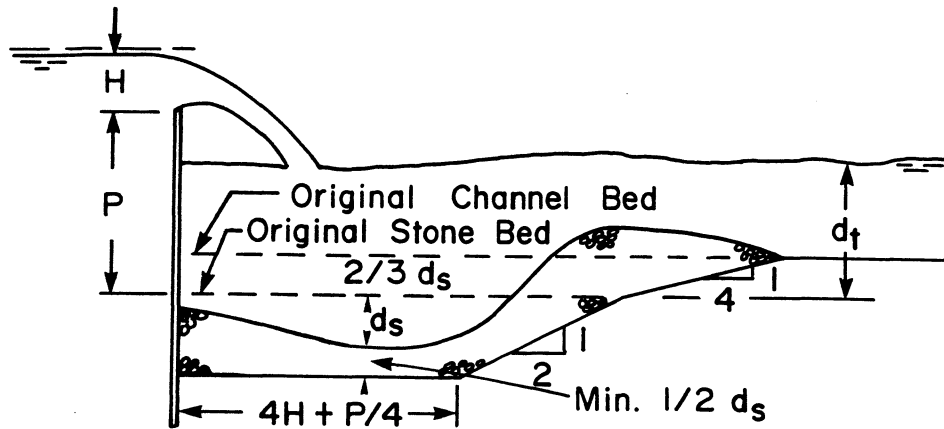 H
P
Original Channel Bed
Original Stone Bed
2/3 ds
dt
1
4
ds
1
2
Min. 1/2 ds
4H + P/4